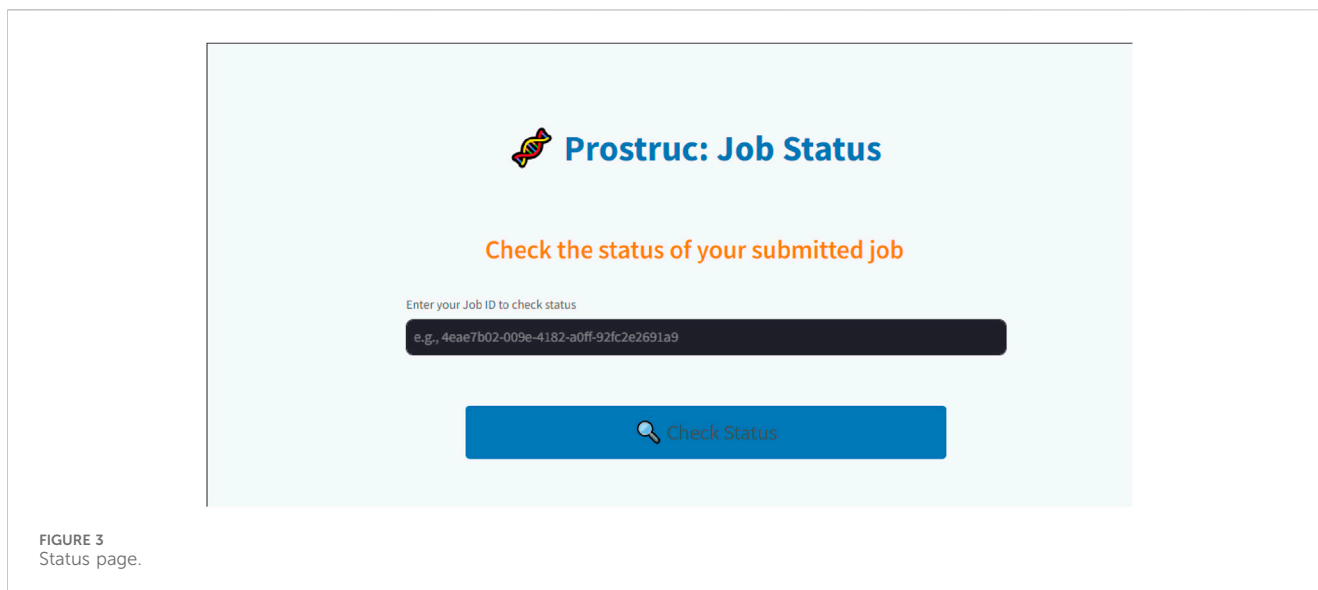 Prostruc: Job Status
Check the status of your submitted job
Enter your Job ID to check status
e.g., 4eae7b02-009e-4182-a0ff-92fc2e2691a9
Check Status
FIGURE 3
Status page.